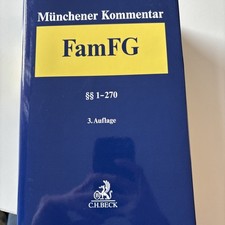 Münchener Kommentar
FamFG
§§ 1-270
3. Auflage
C.H.BECK